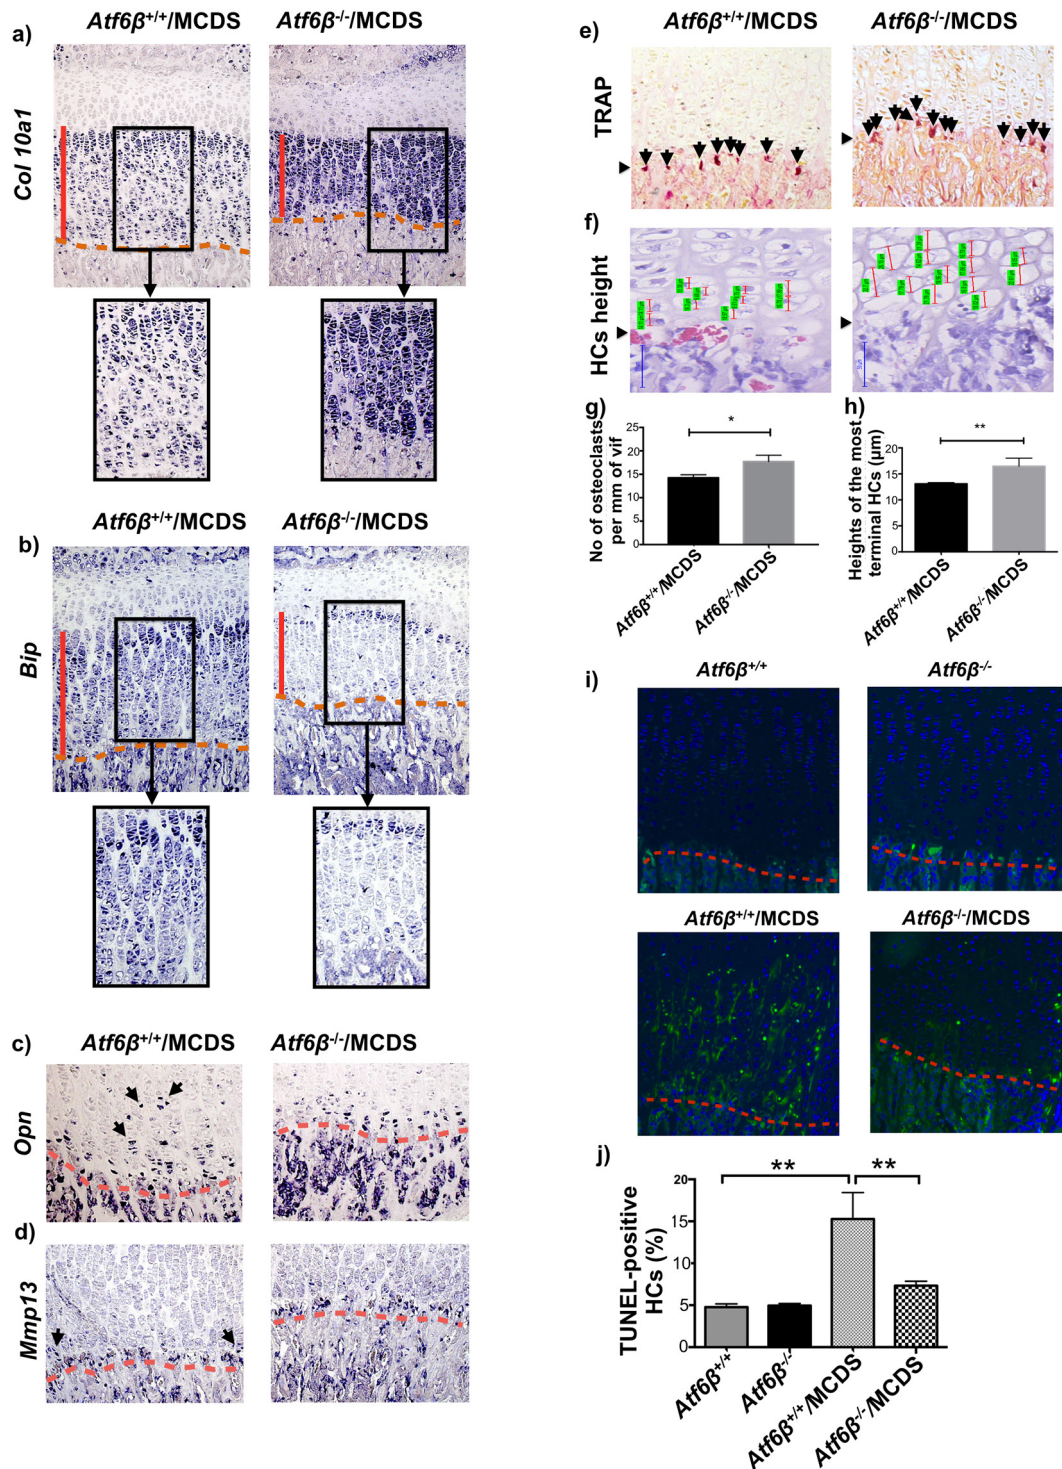 a)
Atf6β+/+/MCDS
Atf6β-/-/MCDS
Col 10a1
b)
Atf6β+/+/MCDS
Atf6β-/-/MCDS
Bip
c)
Atf6β+/+/MCDS
Atf6β-/-/MCDS
Opn
d)
Mmp13
e)
Atf6β+/+/MCDS
Atf6β-/-/MCDS
TRAP
f)
HCs height
g)
No of osteoclasts
per mm of vif
25
20
15
10
5
0
*
Atf6β+/+/MCDS
Atf6β-/-/MCDS
h)
Heights of the most
terminal HCs (µm)
20
15
10
5
0
**
Atf6β+/+/MCDS
Atf6β-/-/MCDS
i)
Atf6β+/+
Atf6β-/-
Atf6β+/+/MCDS
Atf6β-/-/MCDS
j)
TUNEL-positive
HCs (%)
20
15
10
5
0
**
**
Atf6β+/+
Atf6β-/-
Atf6β+/+/MCDS
Atf6β-/-/MCDS